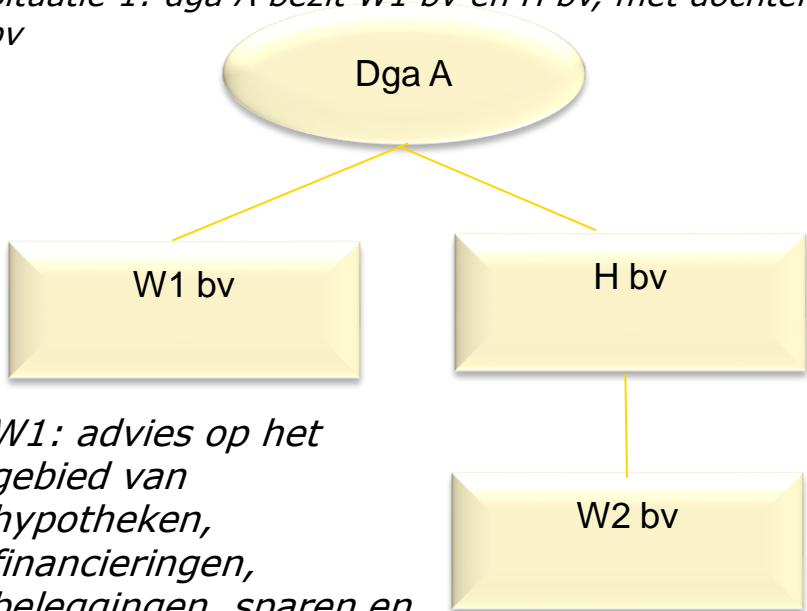 situatie 1: dga A bezit W1 bv en H bv, met dochter
bv
Dga A
W1 bv
H bv
W1: advies op het
gebied van
hypotheken,
financieringen,
beleggingen, sparen en
W2 bv